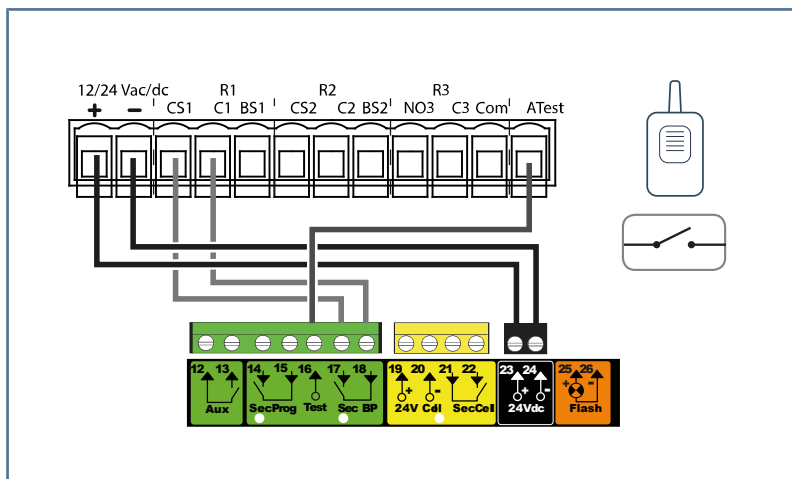 12/24 Vac/dc R1 R2 R3
+ − CS1 C1 BS1 CS2 C2 BS2 NO3 C3 Com ATest
12 13 14 15 16 17 18 19 20 21 22 23 24 25 26
+ - + - + -
Aux SecProg Test Sec BP 24V Cell SecCell 24Vdc Flash